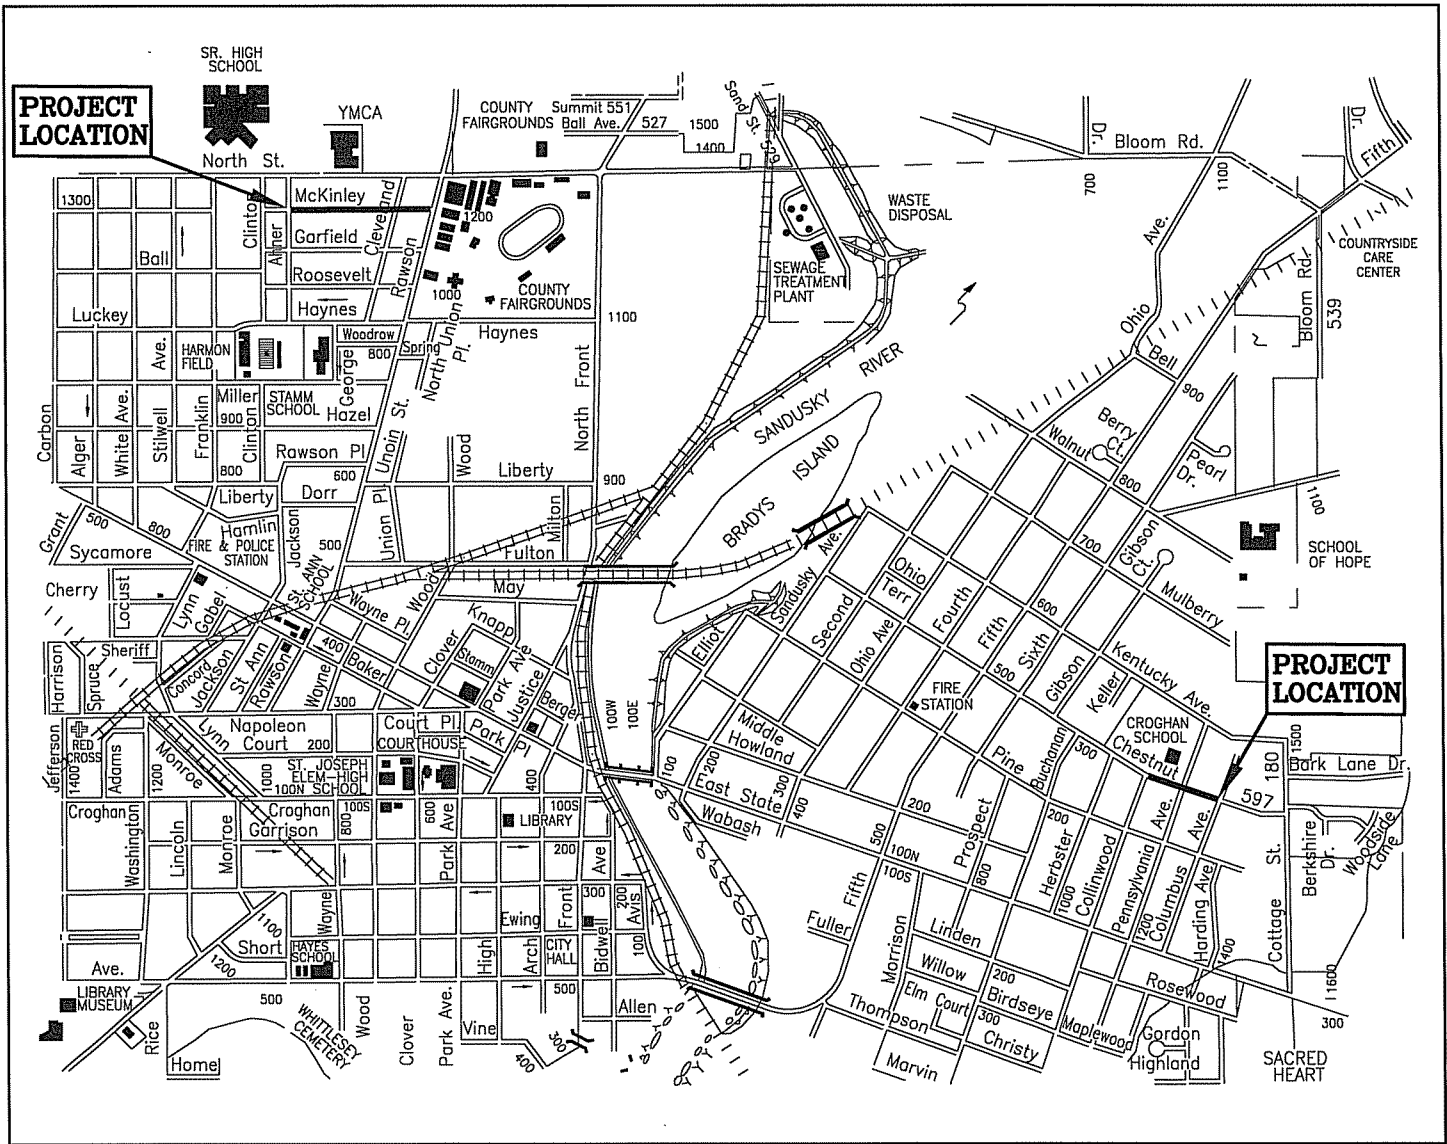 SR. HIGH
SCHOOL
PROJECT
LOCATION
YMCA
COUNTY
FAIRGROUNDS
Summit 551
Ball Ave.
527
1500
1400
Sand St.
529
Dr.
Bloom Rd.
Dr.
Fifth
North St.
700
1100
1300
McKinley
Cleveland
1200
WASTE
DISPOSAL
Clinton
Garfield
Ahner
Rawson
Ave.
COUNTRYSIDE
CARE
CENTER
Ball
Roosevelt
SEWAGE
TREATMENT
PLANT
1000
COUNTY
FAIRGROUNDS
Haynes
Bloom Rd.
539
Luckey
Union
Haynes
1100
Ohio
Woodrow
Spring
800
Pl.
Ave.
HARMON
FIELD
George
North
Front
RIVER
Bell
Miller
900
STAMM
SCHOOL
Hazel
900
SANDUSKY
Berry
Ct.
Carbon
Alger
White Ave.
Stilwell
Franklin
Clinton
Unoin St.
North
ISLAND
Walnut
Pearl
Dr.
Rawson Pl
Wood
Liberty
800
600
900
800
1100
Liberty
Dorr
Union Pl.
Milton
BRADYS
Grant
500
800
Hamlin
FIRE & POLICE
STATION
Jackson
500
Fulton
Ave.
700
Gibson
Ct.
SCHOOL
OF HOPE
Sycamore
ST. ANN
SCHOOL
Ohio
Terr
Cherry
Locust
Lynn
Gabel
Wayne Pl.
Wood
May
Sandusky
Second
Fourth
600
Mulberry
Knapp
Ohio Ave
Fifth
Sheriff
400
Baker
Clover
Stamm
Park Ave
Elliot
Sixth
Kentucky Ave.
PROJECT
LOCATION
Harrison
Spruce
Concord
Jackson
St Ann
Rawson
Wayne
300
Justice
Berger
500
Gibson
Keller
FIRE
STATION
100W
100E
Middle
Howland
CROGHAN
SCHOOL
Napoleon
Court
200
Court Pl.
Park Pl
Pine
Buchanan
300
Chestnut
1500
RED
CROSS
Lynn
COURTHOUSE
180
Bark Lane Dr.
Jefferson
1400
Adams
1200
Monroe
1000
ST. JOSEPH
ELEM-HIGH
SCHOOL
100N
400
100
200
East State
300
Wabash
400
200
597
Croghan
Croghan
100S
800
600
Ave
100S
LIBRARY
Prospect
200
Ave.
Ave.
Washington
Lincoln
Monroe
Garrison
Park
200
Ave
500
100N
100S
Herbster
Collinwood
Pennsylvania
Columbus
St.
Berkshire
Dr.
Woodside
Lane
800
1000
Harding Ave
Wayne
Ewing
Front
300
200
Avis
Fifth
Fuller
1200
1100
Short
HAYES
SCHOOL
High
Arch
CITY
HALL
Bidwell
100
Morrison
Linden
1400
Cottage
1200
Ave.
Willow
200
LIBRARY
MUSEUM
500
500
Allen
Elm Court
Birdseye
Rosewood
1600
300
Wood
WHITTLESEY
CEMETERY
Clover
Park Ave.
Vine
300
400
Thompson
300
Christy
Maplewood
Gordon
Highland
Rice
Home
Marvin
SACRED
HEART